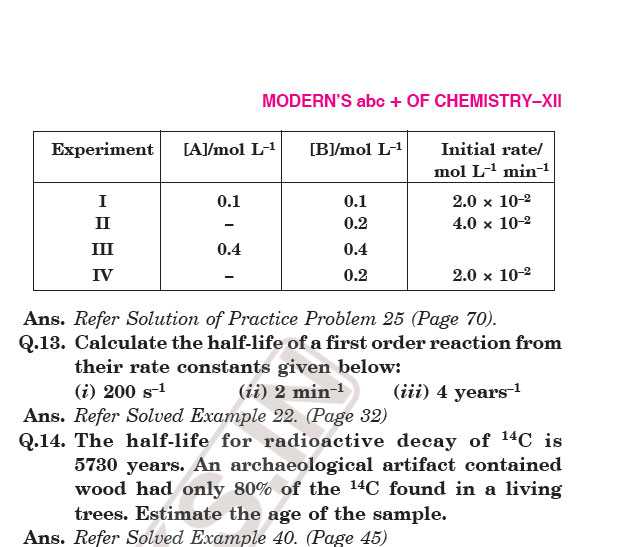 MODERN'S abc + OF CHEMISTRY–XII
Experiment [A]/mol L⁻¹ [B]/mol L⁻¹ Initial rate/
mol L⁻¹ min⁻¹
I 0.1 0.1 2.0 × 10⁻²
II – 0.2 4.0 × 10⁻²
III 0.4 0.4
IV – 0.2 2.0 × 10⁻²
Ans. Refer Solution of Practice Problem 25 (Page 70).
Q.13. Calculate the half-life of a first order reaction from
their rate constants given below:
(i) 200 s⁻¹ (ii) 2 min⁻¹ (iii) 4 years⁻¹
Ans. Refer Solved Example 22. (Page 32)
Q.14. The half-life for radioactive decay of ¹⁴C is
5730 years. An archaeological artifact contained
wood had only 80% of the ¹⁴C found in a living
trees. Estimate the age of the sample.
Ans. Refer Solved Example 40. (Page 45)
S.IN